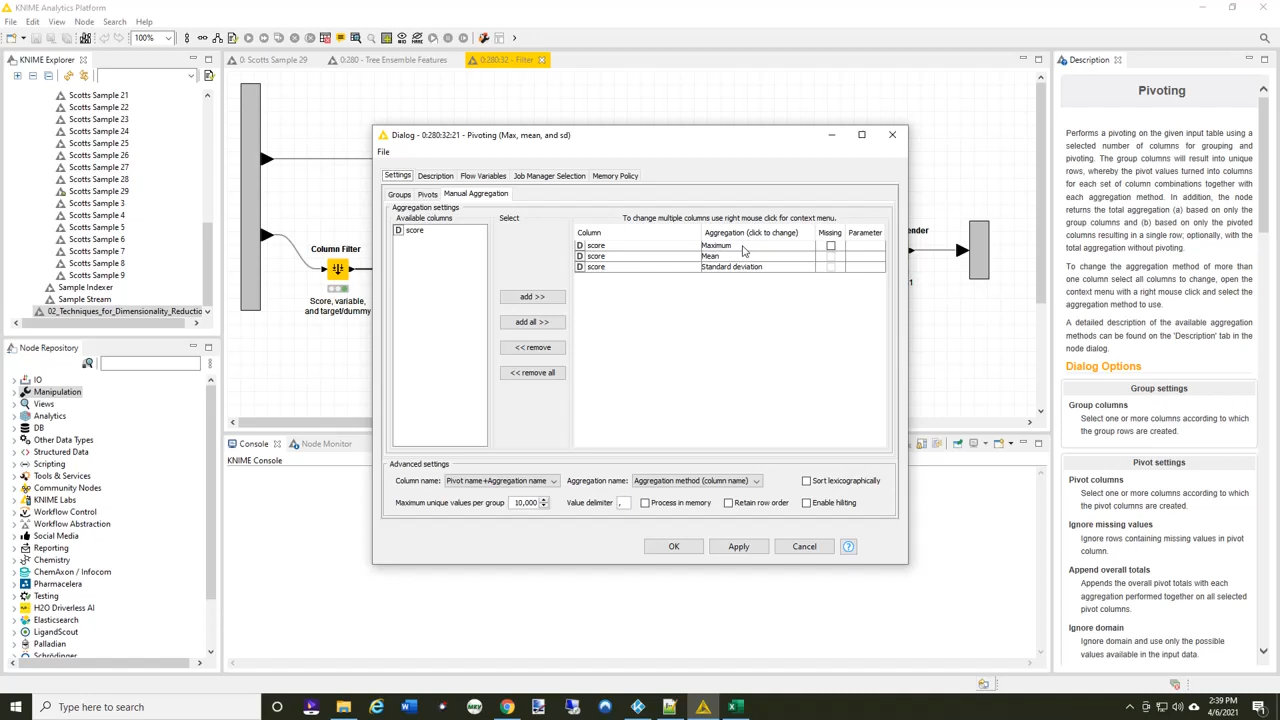 KNIME Analytics Platform
File Edit View Node Search Help
100%
KNIME Explorer
Scotts Sample 21
Scotts Sample 22
Scotts Sample 23
Scotts Sample 24
Scotts Sample 25
Scotts Sample 26
Scotts Sample 27
Scotts Sample 28
Scotts Sample 29
Scotts Sample 3
Scotts Sample 4
Scotts Sample 5
Scotts Sample 6
Scotts Sample 7
Scotts Sample 8
Scotts Sample 9
Sample Indexer
Sample Stream
02_Techniques_for_Dimensionality_Reductio
Node Repository
IO
Manipulation
Views
Analytics
DB
Other Data Types
Structured Data
Scripting
Tools & Services
Community Nodes
KNIME Labs
Workflow Control
Workflow Abstraction
Social Media
Reporting
Chemistry
ChemAxon / Infocom
Pharmacelera
Testing
H2O Driverless AI
Elasticsearch
LigandScout
Palladian
Schrödinger
0: Scotts Sample 29
0:280 - Tree Ensemble Features
0:280:32 - Filter
Column Filter
Score, variable,
and target/dummy
ender
1
Dialog - 0:280:32:21 - Pivoting (Max, mean, and sd)
File
Settings Description Flow Variables Job Manager Selection Memory Policy
Groups Pivots Manual Aggregation
Aggregation settings
Available columns
D score
Select
add >>
add all >>
<< remove
<< remove all
To change multiple columns use right mouse click for context menu.
Column Aggregation (click to change) Missing Parameter
D score Maximum
D score Mean
D score Standard deviation
Advanced settings
Column name: Pivot name+Aggregation name Aggregation name: Aggregation method (column name) Sort lexicographically
Maximum unique values per group 10,000 Value delimiter , Process in memory Retain row order Enable hiliting
OK Apply Cancel ?
Console Node Monitor
KNIME Console
Description
Pivoting
Performs a pivoting on the given input table using a
selected number of columns for grouping and
pivoting. The group columns will result into unique
rows, whereby the pivot values turned into columns
for each set of column combinations together with
each aggregation method. In addition, the node
returns the total aggregation (a) based on only the
group columns and (b) based on only the pivoted
columns resulting in a single row; optionally, with the
total aggregation without pivoting.
To change the aggregation method of more than
one column select all columns to change, open the
context menu with a right mouse click and select the
aggregation method to use.
A detailed description of the available aggregation
methods can be found on the 'Description' tab in the
node dialog.
Dialog Options
Group settings
Group columns
Select one or more columns according to which
the group rows are created.
Pivot settings
Pivot columns
Select one or more columns according to which
the pivot columns are created.
Ignore missing values
Ignore rows containing missing values in pivot
column.
Append overall totals
Appends the overall pivot totals with each
aggregation performed together on all selected
pivot columns.
Ignore domain
Ignore domain and use only the possible
values available in the input data.
Type here to search
2:39 PM
4/6/2021